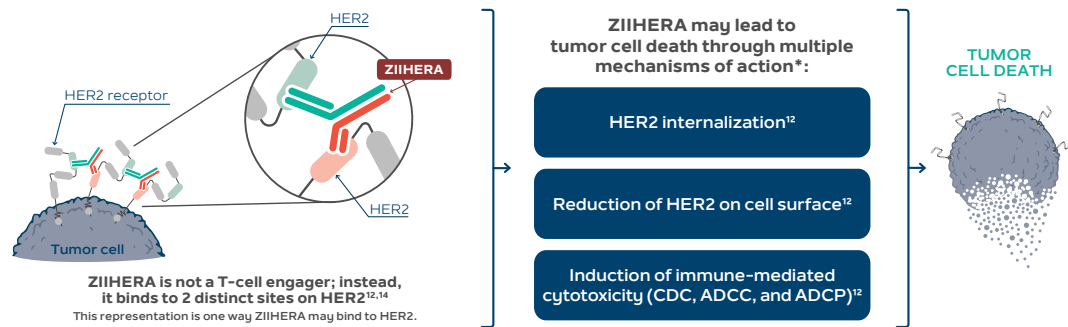 HER2
ZIIHERA
HER2 receptor
HER2
Tumor cell
ZIIHERA is not a T-cell engager; instead,
it binds to 2 distinct sites on HER2¹²,¹⁴
This representation is one way ZIIHERA may bind to HER2.
ZIIHERA may lead to
tumor cell death through multiple
mechanisms of action*:
HER2 internalization¹²
Reduction of HER2 on cell surface¹²
Induction of immune-mediated
cytotoxicity (CDC, ADCC, and ADCP)¹²
TUMOR
CELL DEATH